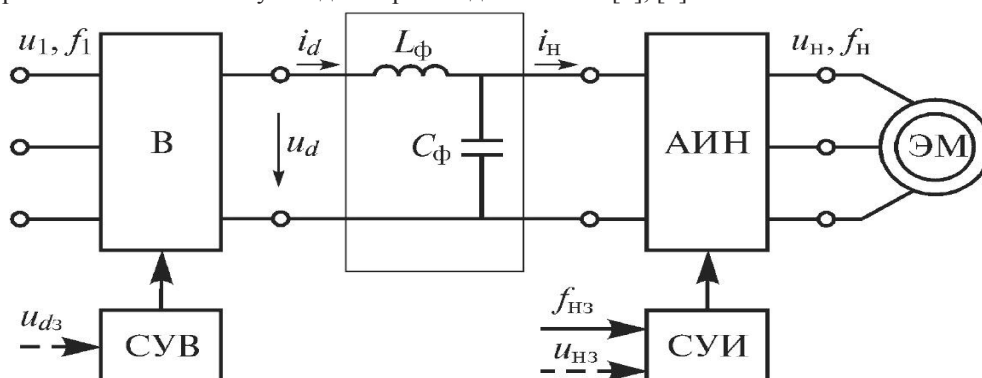 u₁, f₁
i_d
L_ф
i_н
u_н, f_н
В
u_d
C_ф
АИН
ЭМ
u_dз
СУВ
f_нз
u_нз
СУИ